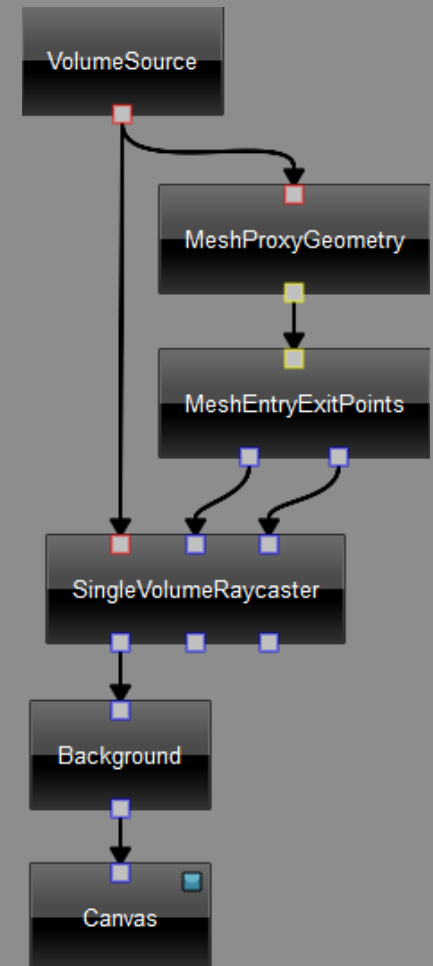 VolumeSource
MeshProxyGeometry
MeshEntryExitPoints
SingleVolumeRaycaster
Background
Canvas